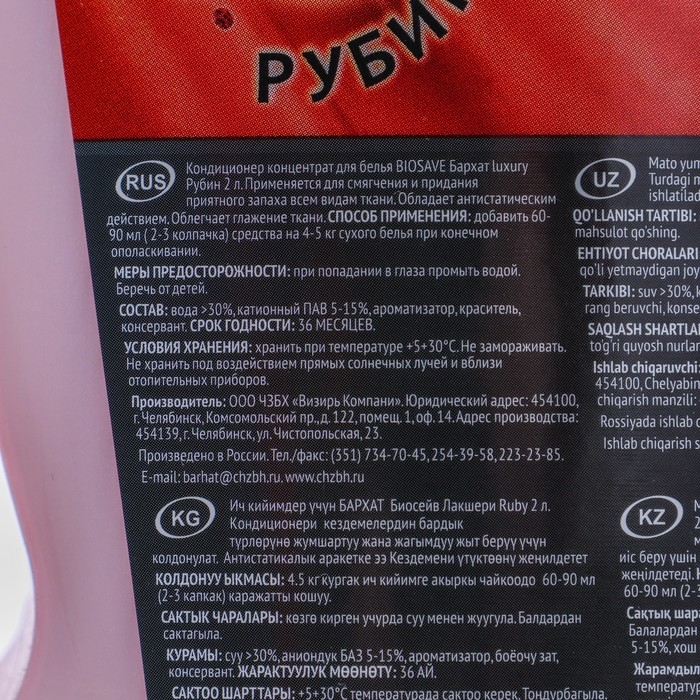 РУБИН
RUS
Кондиционер концентрат для белья BIOSAVE Бархат luxury
Рубин 2 л. Применяется для смягчения и придания
приятного запаха всем видам ткани. Обладает антистатическим
действием. Облегчает глажение ткани. СПОСОБ ПРИМЕНЕНИЯ: добавить 60-
90 мл ( 2-3 колпачка) средства на 4-5 кг сухого белья при конечном
ополаскивании.
МЕРЫ ПРЕДОСТОРОЖНОСТИ: при попадании в глаза промыть водой.
Беречь от детей.
СОСТАВ: вода >30%, катионный ПАВ 5-15%, ароматизатор, краситель,
консервант. СРОК ГОДНОСТИ: 36 МЕСЯЦЕВ.
УСЛОВИЯ ХРАНЕНИЯ: хранить при температуре +5+30°С. Не замораживать.
Не хранить под воздействием прямых солнечных лучей и вблизи
отопительных приборов.
Производитель: ООО ЧЗБХ «Визирь Компани». Юридический адрес: 454100,
г. Челябинск, Комсомольский пр., д. 122, помещ. 1, оф. 14. Адрес производства:
454139, г. Челябинск, ул. Чистопольская, 23.
Произведено в России. Тел./факс: (351) 734-70-45, 254-39-58, 223-23-85.
E-mail: barhat@chzbh.ru www.chzbh.ru
KG
Ич кийимдер үчүн БАРХАТ Биосейв Лакшери Ruby 2 л.
Кондиционери кездемелердин бардык
түрлөрүнө жумшартуу жана жагымдуу жыт берүү үчүн
колдонулат. Антистатикалык аракетке ээ Кездемени үтүктөөнү жеңилдетет
КОЛДОНУУ ЫКМАСЫ: 4.5 кг кургак ич кийимге акыркы чайкоодо 60-90 мл
(2-3 капкак) каражатты кошуу.
САКТЫК ЧАРАЛАРЫ: көзгө кирген учурда суу менен жуугула. Балдардан
сактагыла.
КУРАМЫ: суу >30%, аниондук БАЗ 5-15%, ароматизатор, боёочу зат,
консервант. ЖАРАКТУУЛУК МӨӨНӨТҮ: 36 АЙ.
САКТОО ШАРТТАРЫ: +5+30°С температурада сактоо керек. Тоңдурбагыла
UZ
Mato yum
Turdagi m
ishlatilad
QO'LLANISH TARTIBI:
mahsulot qo'shing.
EHTIYOT CHORALARI
qo'li yetmaydigan joy
TARKIBI: suv >30%, k
rang beruvchi, konse
SAQLASH SHARTLA
to'g'ri quyosh nurlar
Ishlab chiqaruvchi:
454100, Chelyabin
chiqarish manzili:
Rossiyada ishlab c
Ishlab chiqarish s
KZ
иіс беру үшін
жеңілдетеді.
60-90 мл (2-3
Сақтық шара
Балалардан
5-15%, хош
Жарамдыл
температур